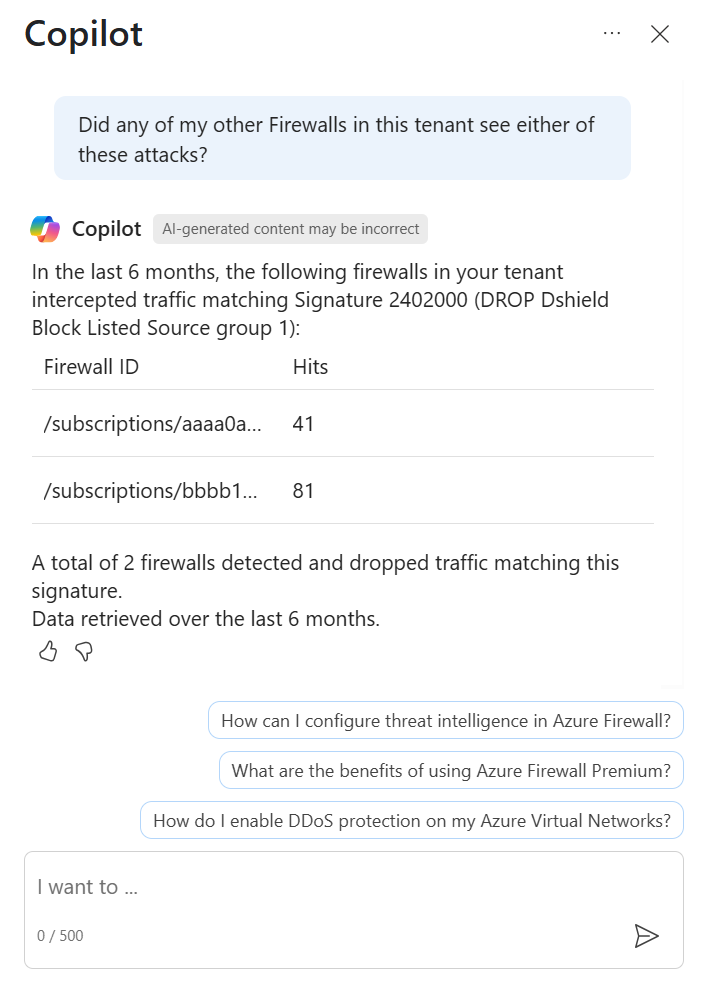 Copilot
Did any of my other Firewalls in this tenant see either of
these attacks?
Copilot
AI-generated content may be incorrect
In the last 6 months, the following firewalls in your tenant
intercepted traffic matching Signature 2402000 (DROP Dshield
Block Listed Source group 1):
Firewall ID Hits
/subscriptions/aaaa0a... 41
/subscriptions/bbbb1... 81
A total of 2 firewalls detected and dropped traffic matching this
signature.
Data retrieved over the last 6 months.
How can I configure threat intelligence in Azure Firewall?
What are the benefits of using Azure Firewall Premium?
How do I enable DDoS protection on my Azure Virtual Networks?
I want to ...
0 / 500